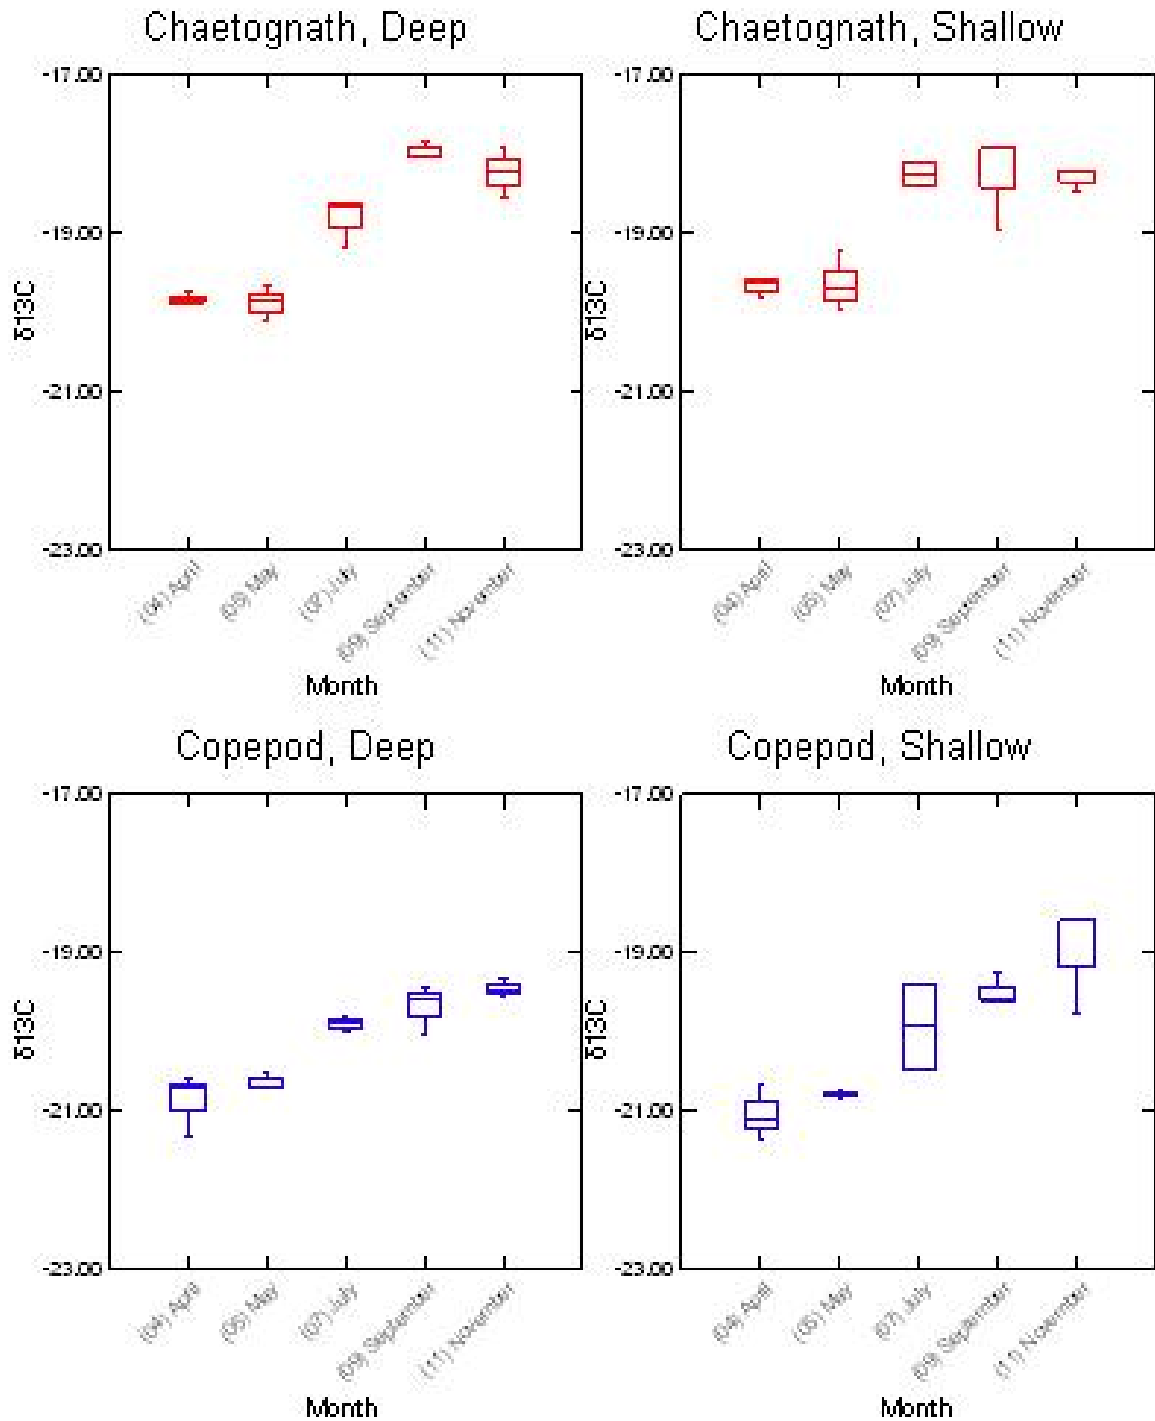 Chaetognath, Deep
Chaetognath, Shallow
-17.00
-19.00
-21.00
-23.00
δ13C
(04) April
(05) May
(07) July
(09) September
(11) November
Month
-17.00
-19.00
-21.00
-23.00
δ13C
(04) April
(05) May
(07) July
(09) September
(11) November
Month
Copepod, Deep
Copepod, Shallow
-17.00
-19.00
-21.00
-23.00
δ13C
(04) April
(05) May
(07) July
(09) September
(11) November
Month
-17.00
-19.00
-21.00
-23.00
δ13C
(04) April
(05) May
(07) July
(09) September
(11) November
Month